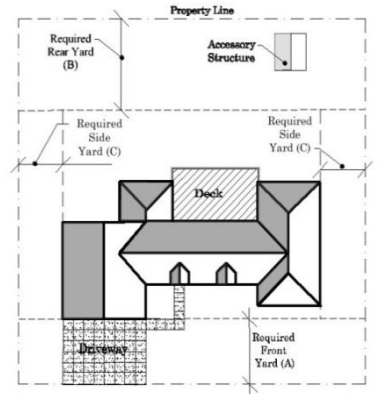 Property Line
Required
Rear Yard
(B)
Accessory
Structure
Required
Side
Yard (C)
Required
Side
Yard (C)
Deck
Driveway
Required
Front
Yard (A)